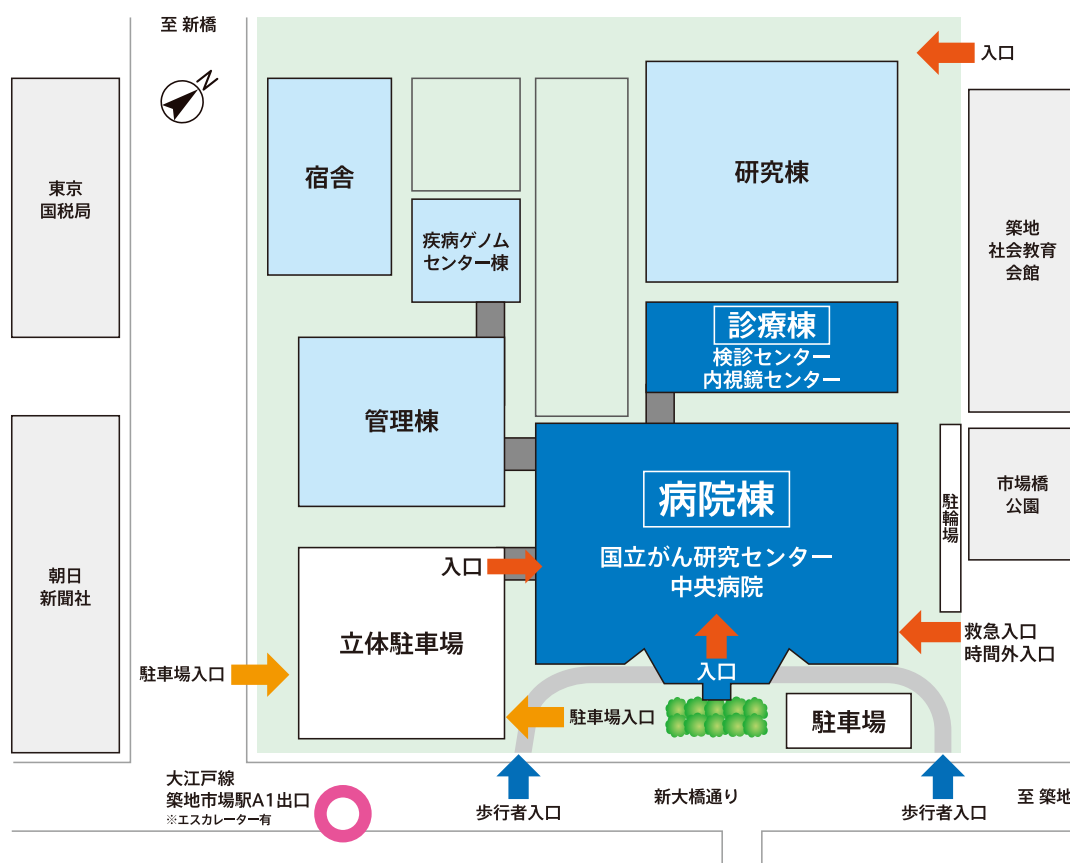 至 新橋
N
入口
東京
国税局
宿舎
研究棟
疾病ゲノム
センター棟
築地
社会教育
会館
診療棟
検診センター
内視鏡センター
管理棟
病院棟
国立がん研究センター
中央病院
駐輪場
市場橋
公園
入口
朝日
新聞社
立体駐車場
救急入口
時間外入口
入口
駐車場入口
駐車場入口
駐車場
大江戸線
築地市場駅A1出口
※エスカレーター有
歩行者入口
新大橋通り
歩行者入口
至 築地